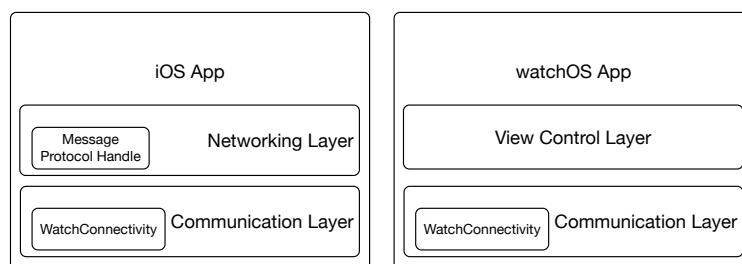 iOS App
Message
Protocol Handle
Networking Layer
WatchConnectivity
Communication Layer
watchOS App
View Control Layer
WatchConnectivity
Communication Layer